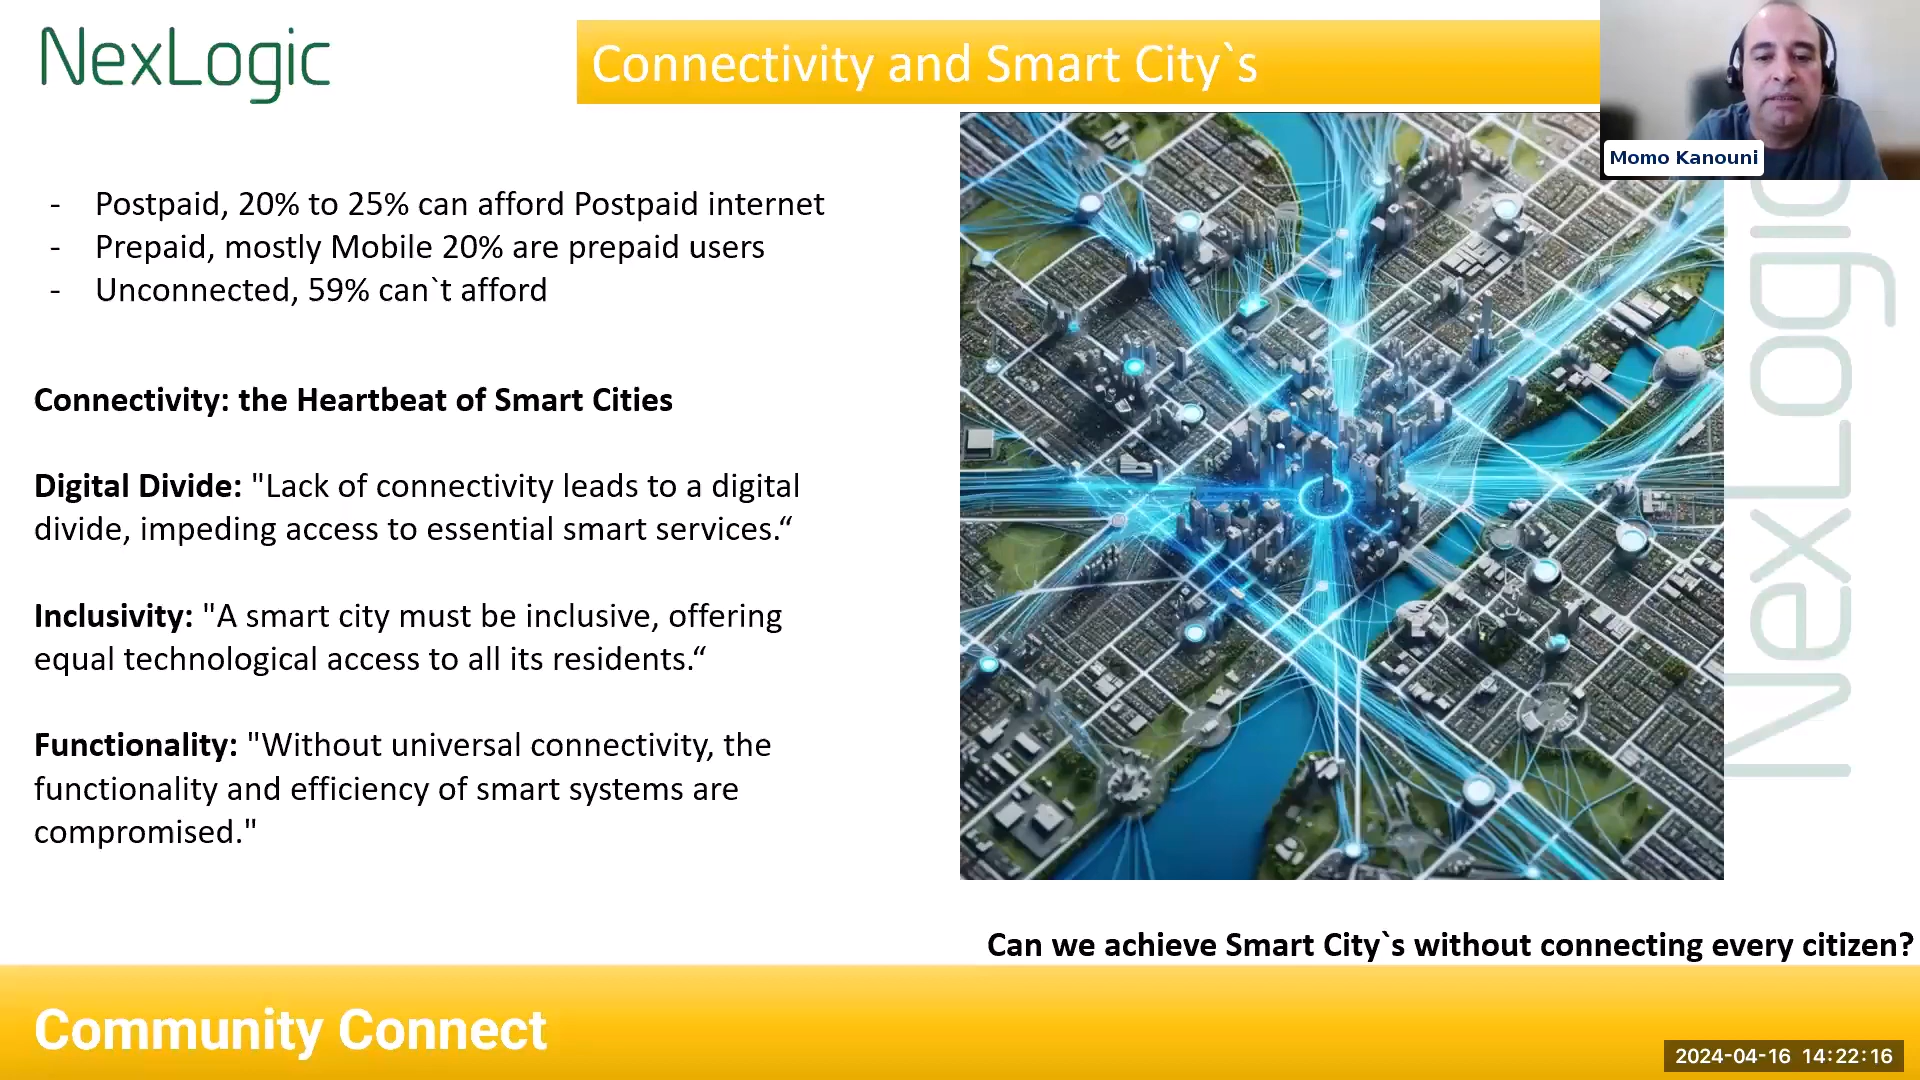 NexLogic
Connectivity and Smart City`s
Momo Kanouni
- Postpaid, 20% to 25% can afford Postpaid internet
- Prepaid, mostly Mobile 20% are prepaid users
- Unconnected, 59% can`t afford
Connectivity: the Heartbeat of Smart Cities
Digital Divide: "Lack of connectivity leads to a digital
divide, impeding access to essential smart services.“
Inclusivity: "A smart city must be inclusive, offering
equal technological access to all its residents.“
Functionality: "Without universal connectivity, the
functionality and efficiency of smart systems are
compromised."
NexLogic
Can we achieve Smart City`s without connecting every citizen?
Community Connect
2024-04-16 14:22:16